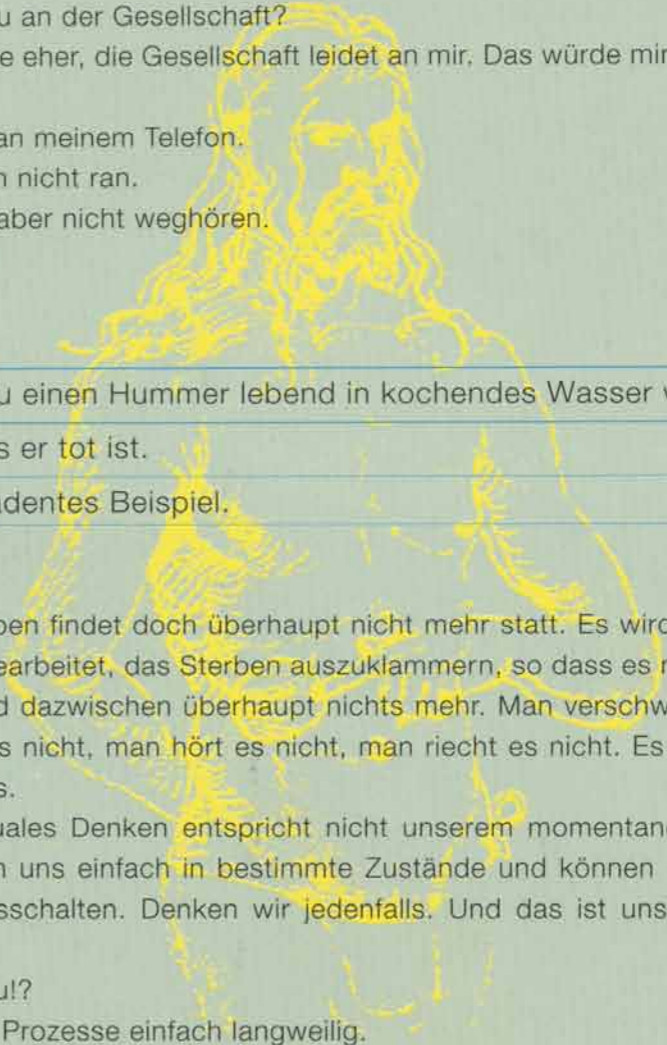 u an der Gesellschaft?
e eher, die Gesellschaft leidet an mir. Das würde mir
an meinem Telefon.
n nicht ran.
aber nicht weghören.
u einen Hummer lebend in kochendes Wasser
s er tot ist.
adentes Beispiel.
ben findet doch überhaupt nicht mehr statt. Es wird
earbeitet, das Sterben auszuklammern, so dass es
d dazwischen überhaupt nichts mehr. Man verschw
s nicht, man hört es nicht, man riecht es nicht. Es
s.
uales Denken entspricht nicht unserem momentan
n uns einfach in bestimmte Zustände und können
sschalten. Denken wir jedenfalls. Und das ist uns
u!?
Prozesse einfach langweilig.